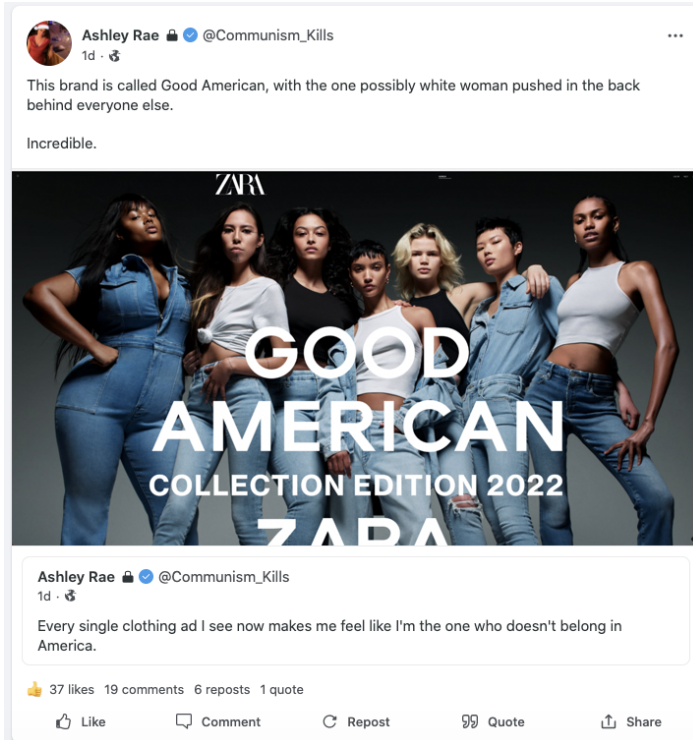 Ashley Rae @Communism_Kills
1d ·
This brand is called Good American, with the one possibly white woman pushed in the back
behind everyone else.
Incredible.
ZARA
GOOD
AMERICAN
COLLECTION EDITION 2022
ZARA
Ashley Rae @Communism_Kills
1d ·
Every single clothing ad I see now makes me feel like I'm the one who doesn't belong in
America.
37 likes 19 comments 6 reposts 1 quote
Like Comment Repost Quote Share